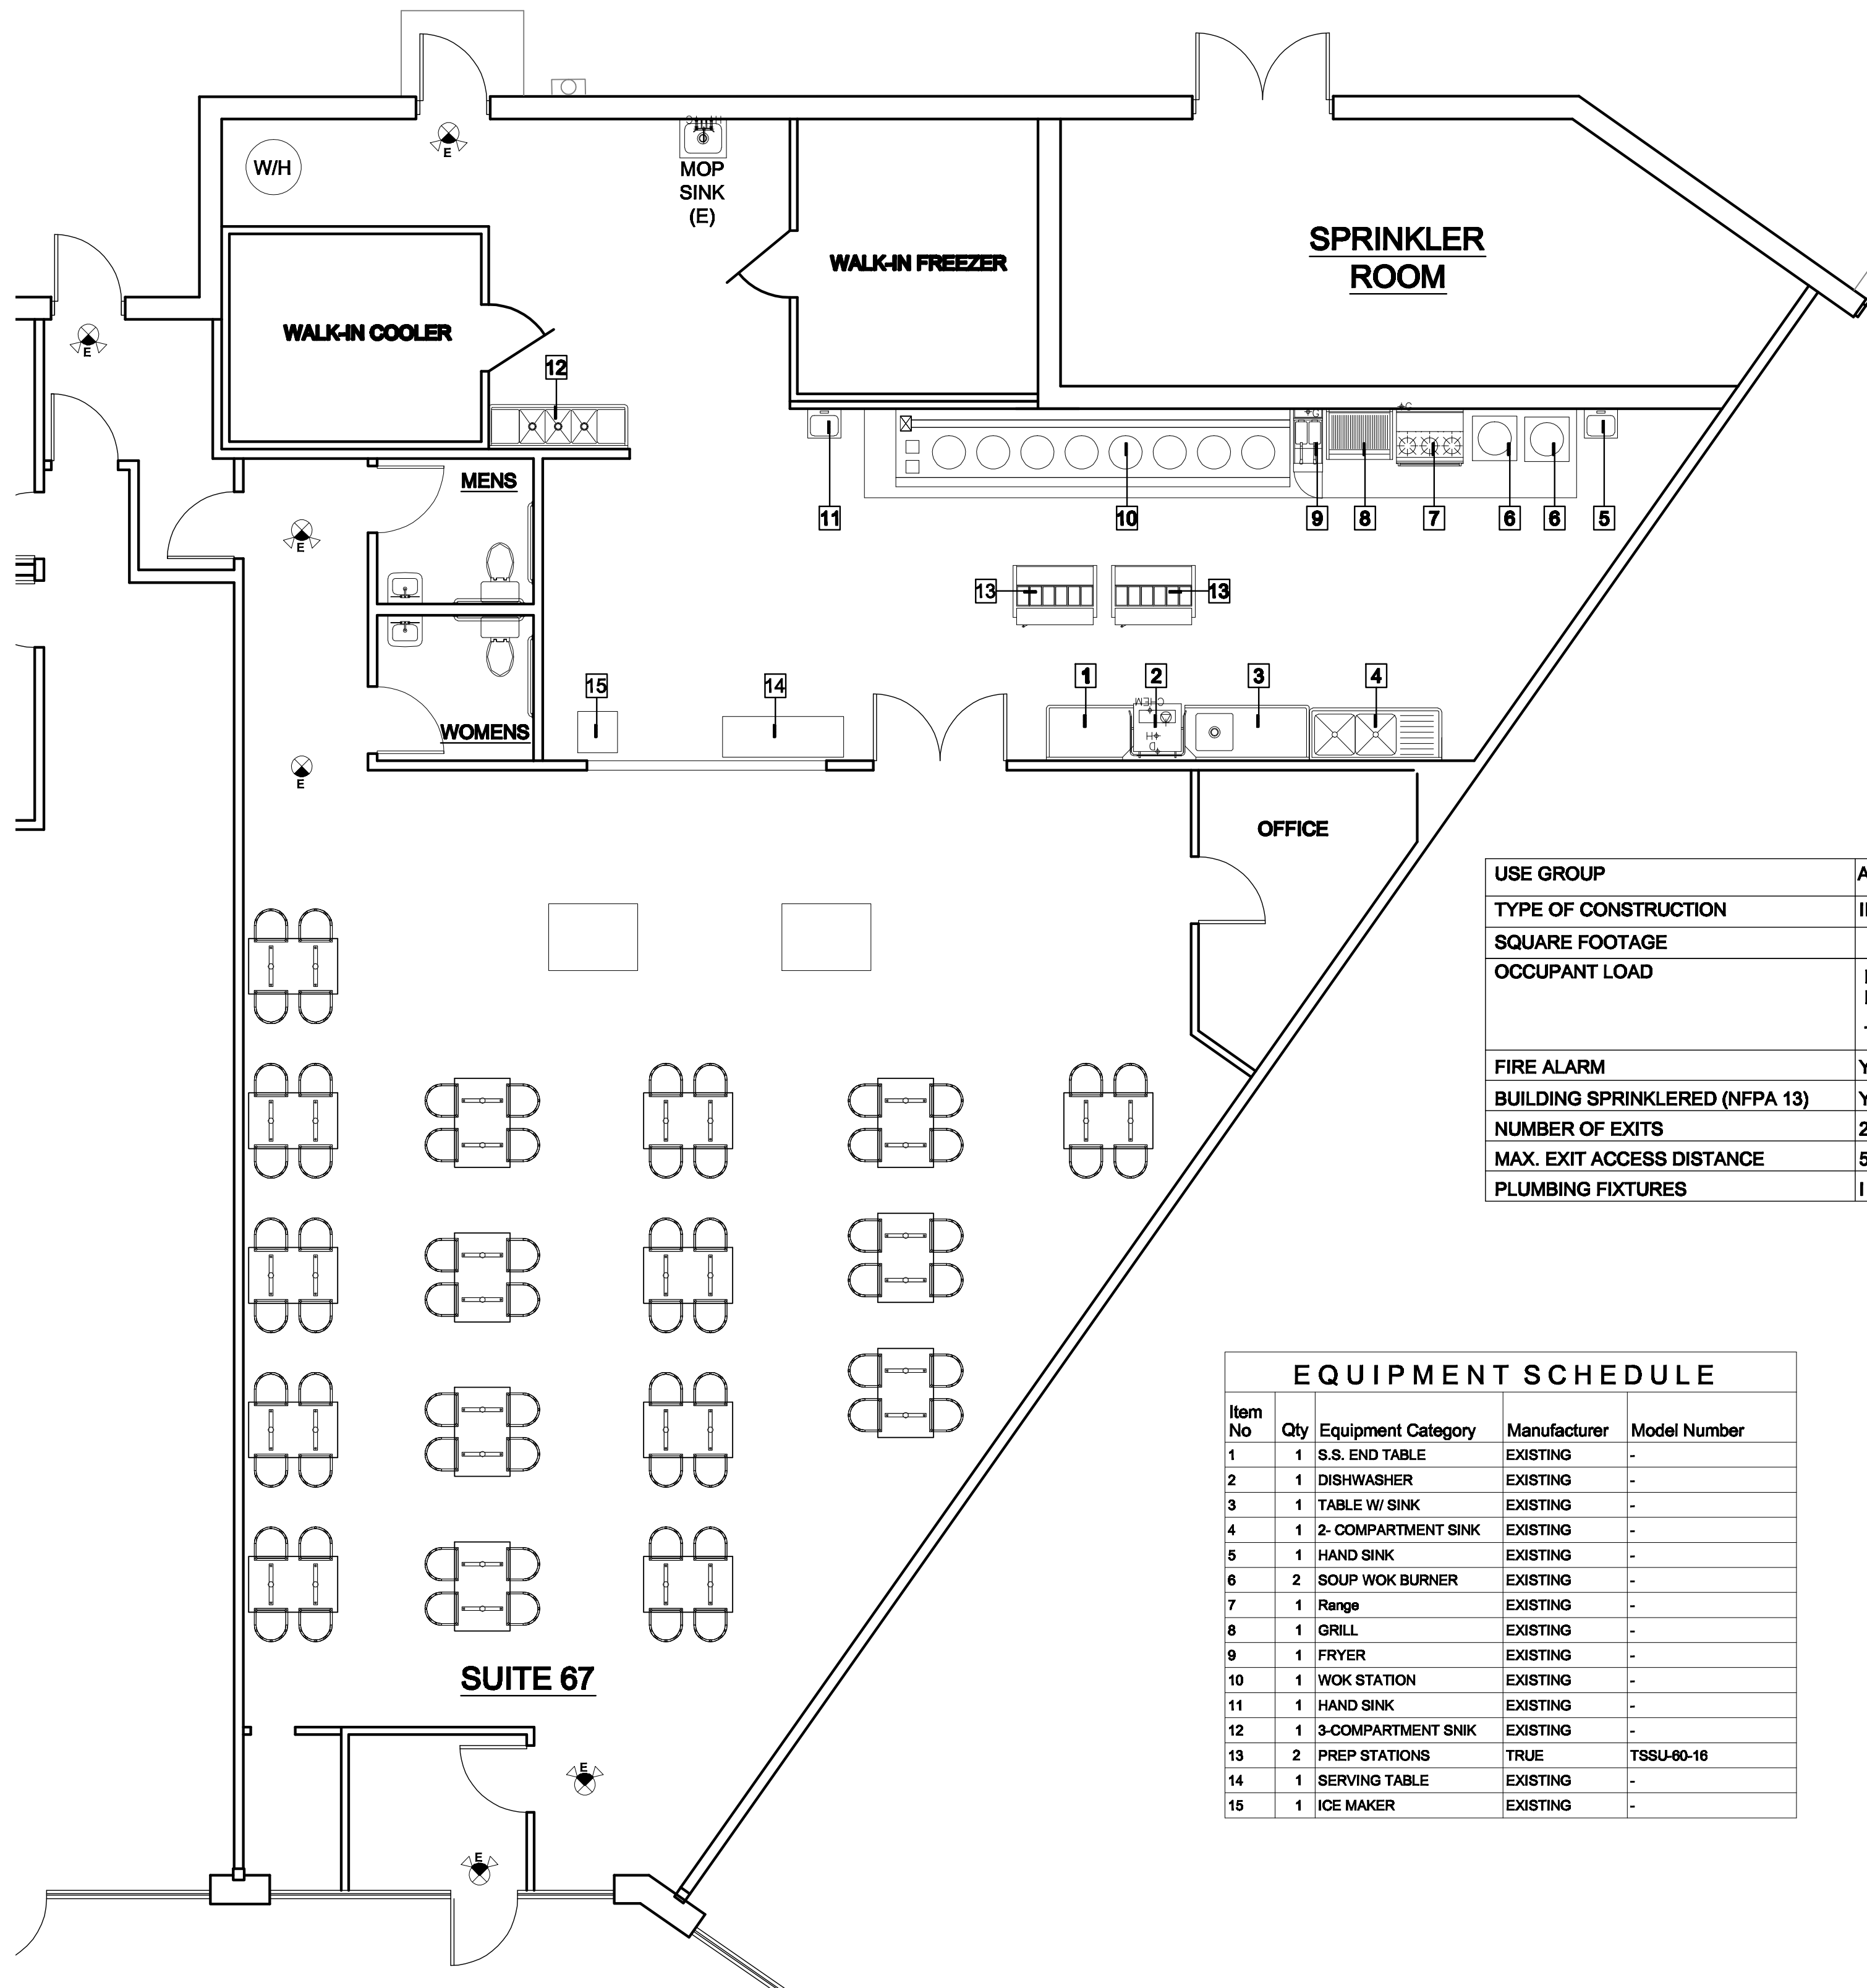 E
W/H
MOP
SINK
(E)
SPRINKLER
ROOM
WALK-IN FREEZER
WALK-IN COOLER
E
12
G
G
MENS
11
10
9
8
7
6
6
5
E
13
13
1
2
3
4
15
14
CHEM
H
D
WOMENS
E
OFFICE
USE GROUP
TYPE OF CONSTRUCTION
SQUARE FOOTAGE
OCCUPANT LOAD
FIRE ALARM
BUILDING SPRINKLERED (NFPA 13)
NUMBER OF EXITS 2
MAX. EXIT ACCESS DISTANCE 5
PLUMBING FIXTURES
EQUIPMENT SCHEDULE
Item
No Qty Equipment Category Manufacturer Model Number
1 1 S.S. END TABLE EXISTING -
2 1 DISHWASHER EXISTING -
3 1 TABLE W/ SINK EXISTING -
4 1 2- COMPARTMENT SINK EXISTING -
5 1 HAND SINK EXISTING -
6 2 SOUP WOK BURNER EXISTING -
7 1 Range EXISTING -
8 1 GRILL EXISTING -
9 1 FRYER EXISTING -
10 1 WOK STATION EXISTING -
11 1 HAND SINK EXISTING -
12 1 3-COMPARTMENT SNIK EXISTING -
13 2 PREP STATIONS TRUE TSSU-60-16
14 1 SERVING TABLE EXISTING -
15 1 ICE MAKER EXISTING -
SUITE 67
E
E